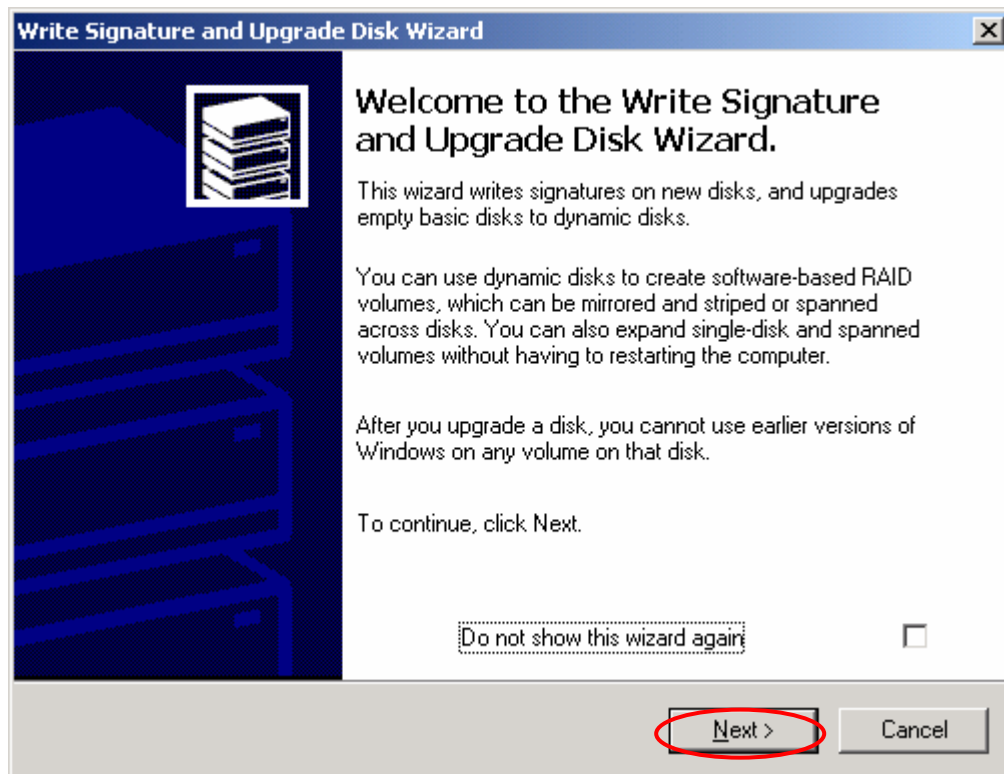 Write Signature and Upgrade Disk Wizard
Welcome to the Write Signature
and Upgrade Disk Wizard.
This wizard writes signatures on new disks, and upgrades
empty basic disks to dynamic disks.
You can use dynamic disks to create software-based RAID
volumes, which can be mirrored and striped or spanned
across disks. You can also expand single-disk and spanned
volumes without having to restarting the computer.
After you upgrade a disk, you cannot use earlier versions of
Windows on any volume on that disk.
To continue, click Next.
Do not show this wizard again
Next > Cancel